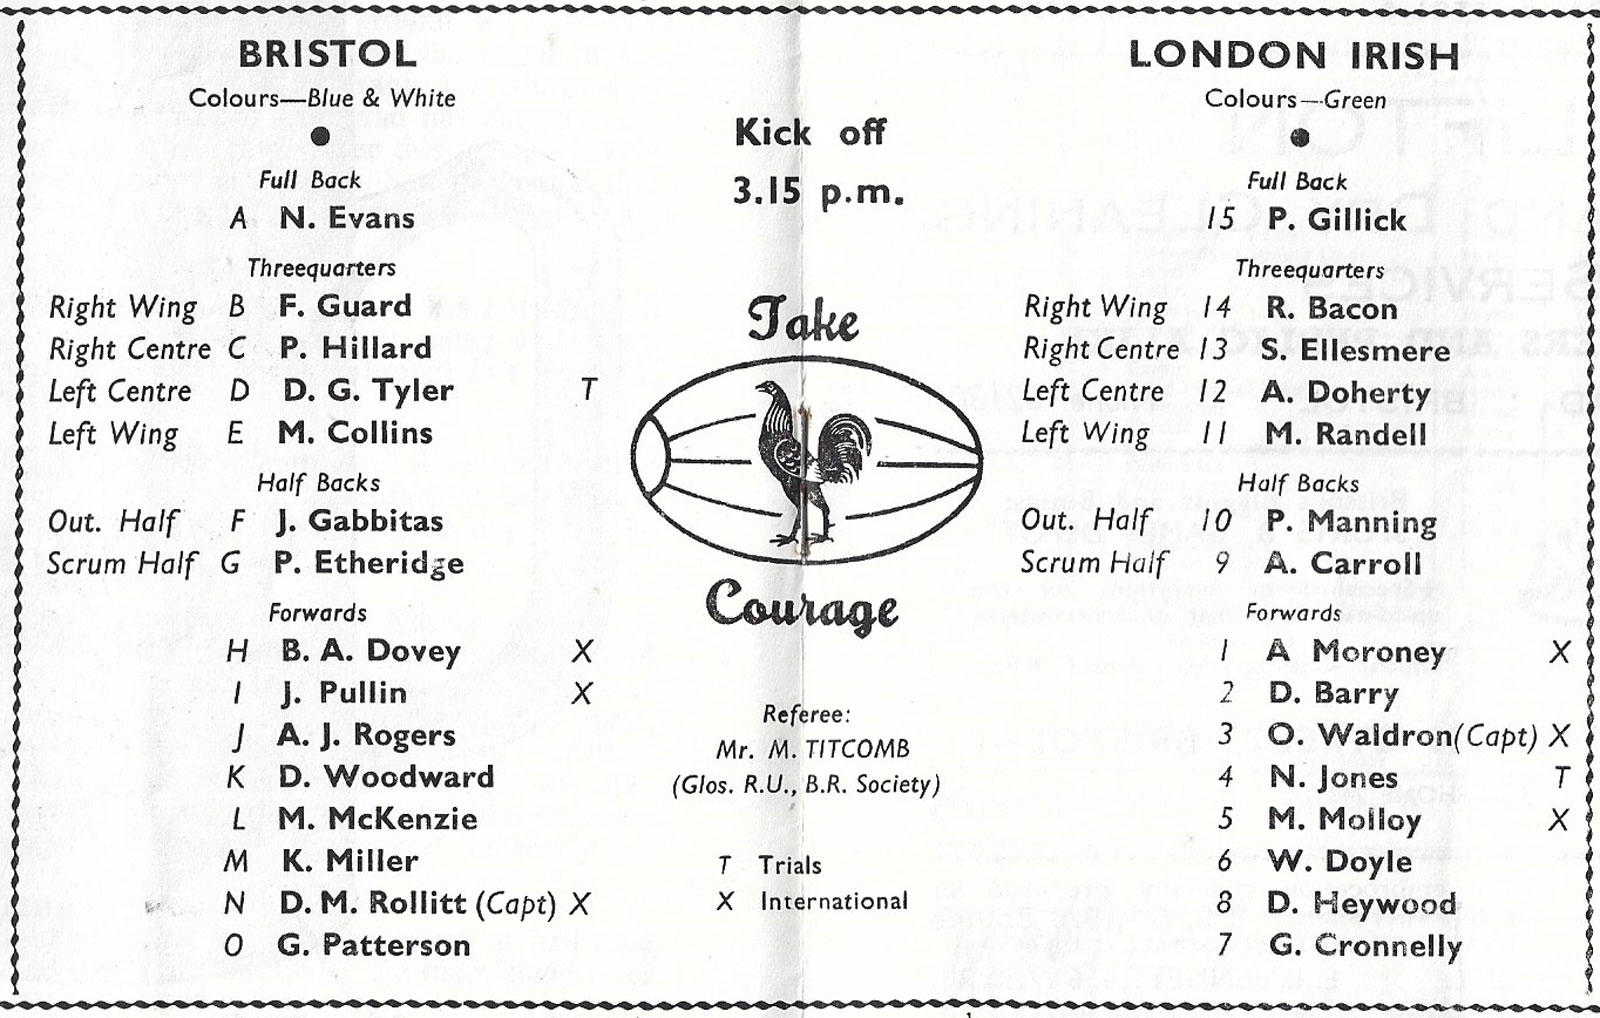 BRISTOL
Colours—Blue & White
Full Back
A N. Evans
Threequarters
Right Wing B F. Guard
Right Centre C P. Hillard
Left Centre D D. G. Tyler T
Left Wing E M. Collins
Half Backs
Out. Half F J. Gabbitas
Scrum Half G P. Etheridge
Forwards
H B. A. Dovey X
I J. Pullin X
J A. J. Rogers
K D. Woodward
L M. McKenzie
M K. Miller
N D. M. Rollitt (Capt) X
O G. Patterson
Kick off
3.15 p.m.
Take
Courage
Referee:
Mr. M. TITCOMB
(Glos. R.U., B.R. Society)
T Trials
X International
LONDON IRISH
Colours—Green
Full Back
15 P. Gillick
Threequarters
Right Wing 14 R. Bacon
Right Centre 13 S. Ellesmere
Left Centre 12 A. Doherty
Left Wing 11 M. Randell
Half Backs
Out. Half 10 P. Manning
Scrum Half 9 A. Carroll
Forwards
1 A Moroney X
2 D. Barry
3 O. Waldron (Capt) X
4 N. Jones T
5 M. Molloy X
6 W. Doyle
8 D. Heywood
7 G. Cronnelly